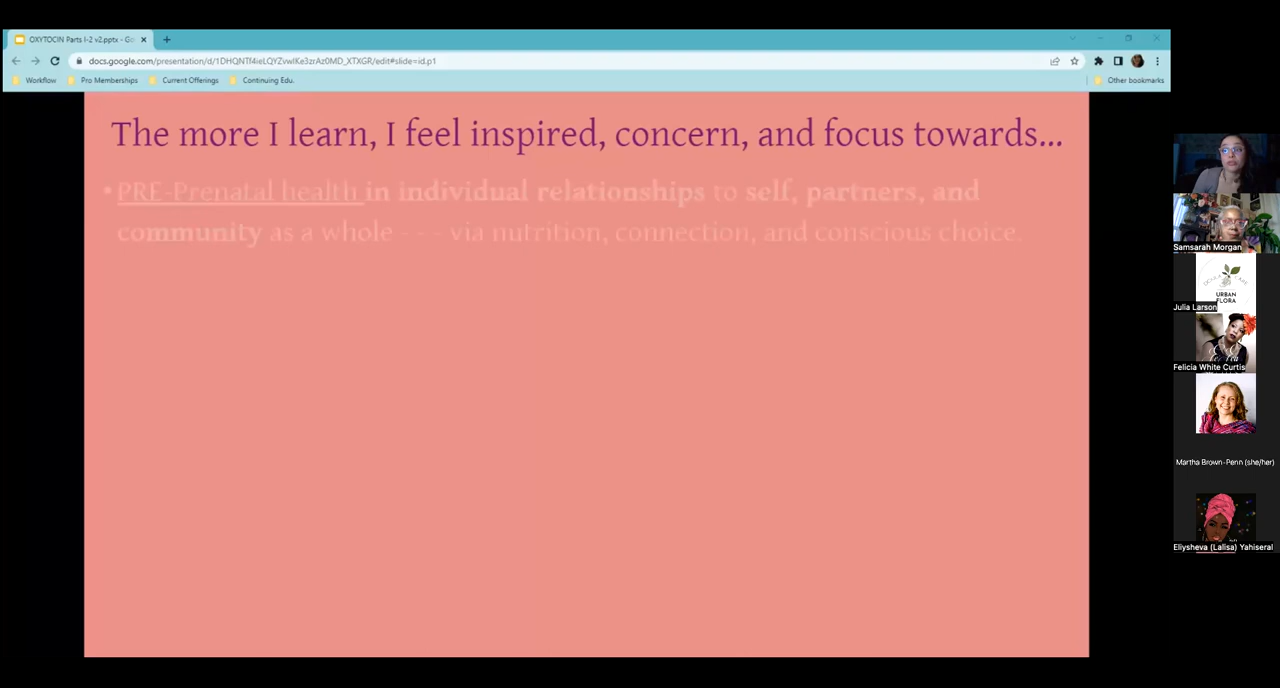 OXYTOCIN Parts I-2 v2.pptx - Go
docs.google.com/presentation/d/1DHQNTf4ieLQYZvwIKe3zrAz0MD_XTXGR/edit#slide=id.p1
Workflow Pro Memberships Current Offerings Continuing Edu. Other bookmarks
The more I learn, I feel inspired, concern, and focus towards...
• PRE-Prenatal health in individual relationships to self, partners, and
community as a whole - - - via nutrition, connection, and conscious choice.
Samsarah Morgan
URBAN
FLORA
Julia Larson
Felicia White Curtis
Martha Brown-Penn (she/her)
Eliysheva (Lalisa) Yahiseral